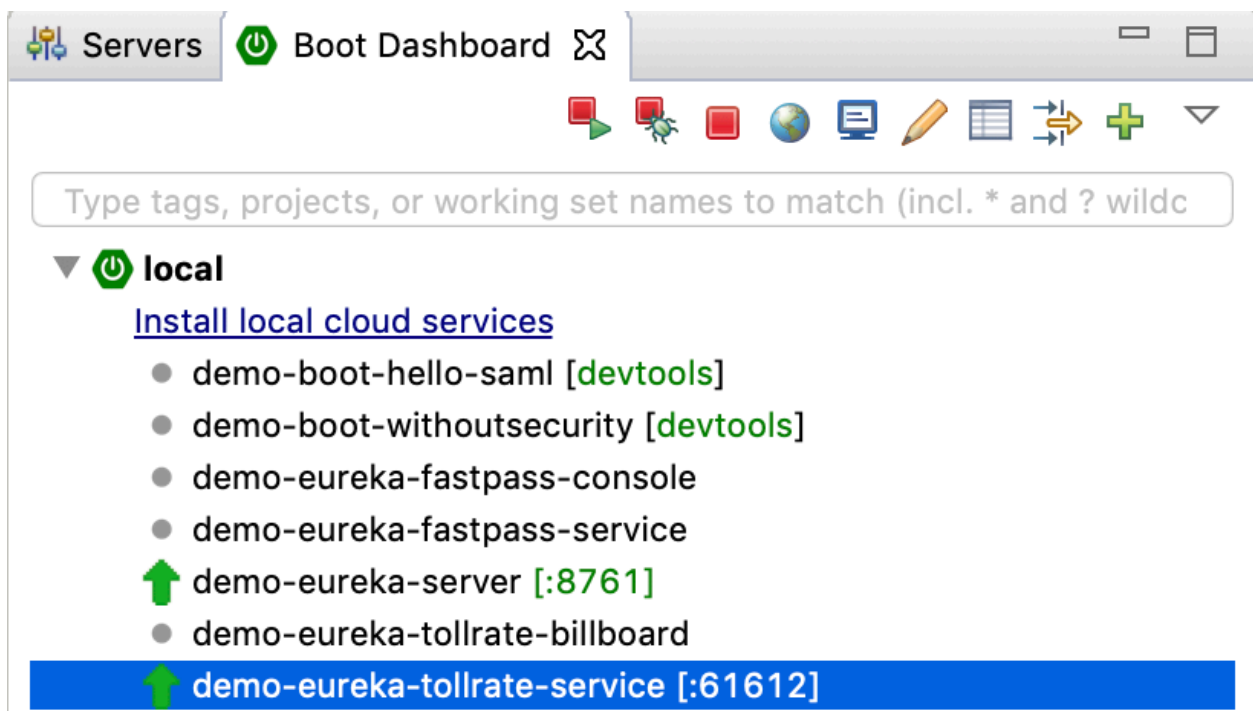 Servers Boot Dashboard
Type tags, projects, or working set names to match (incl. * and ? wildc
local
Install local cloud services
demo-boot-hello-saml [devtools]
demo-boot-withoutsecurity [devtools]
demo-eureka-fastpass-console
demo-eureka-fastpass-service
demo-eureka-server [:8761]
demo-eureka-tollrate-billboard
demo-eureka-tollrate-service [:61612]